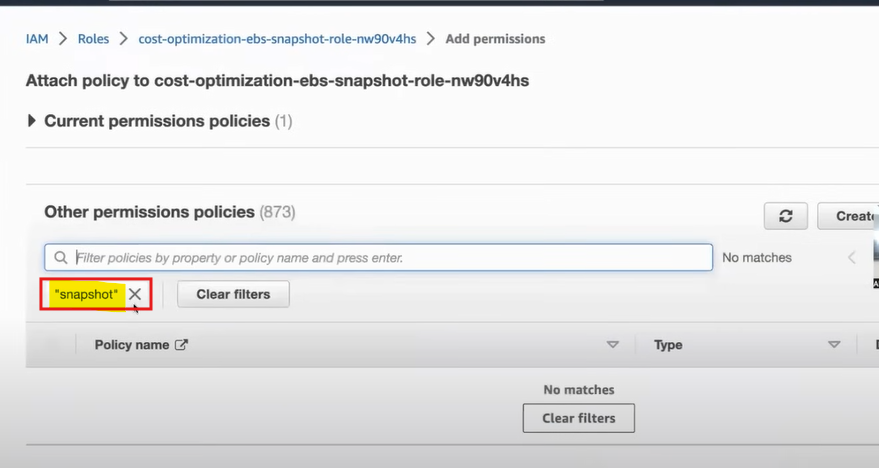 IAM > Roles > cost-optimization-ebs-snapshot-role-nw90v4hs > Add permissions
Attach policy to cost-optimization-ebs-snapshot-role-nw90v4hs
Current permissions policies (1)
Other permissions policies (873)
Filter policies by property or policy name and press enter.
No matches
"snapshot"
Clear filters
Policy name
Type
No matches
Clear filters